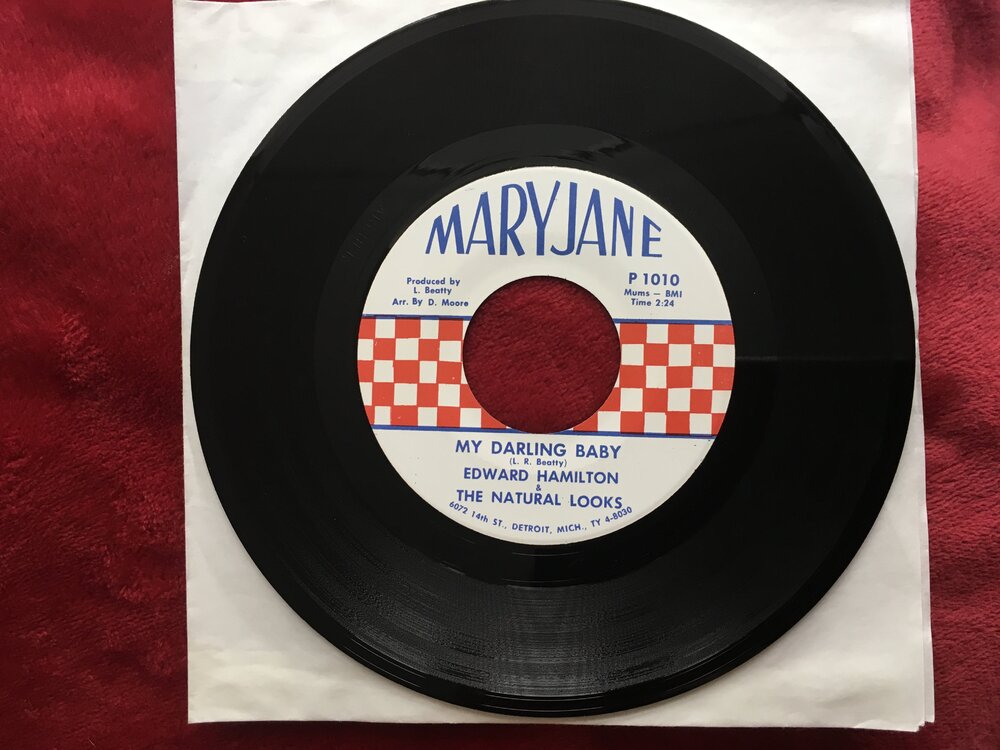 MARYJANE
Produced by
L. Beatty
Arr. By D. Moore
P 1010
Mums — BMI
Time 2:24
MY DARLING BABY
(L. R. Beatty)
EDWARD HAMILTON
&
THE NATURAL LOOKS
6072 14th ST., DETROIT, MICH., TY 4-8030